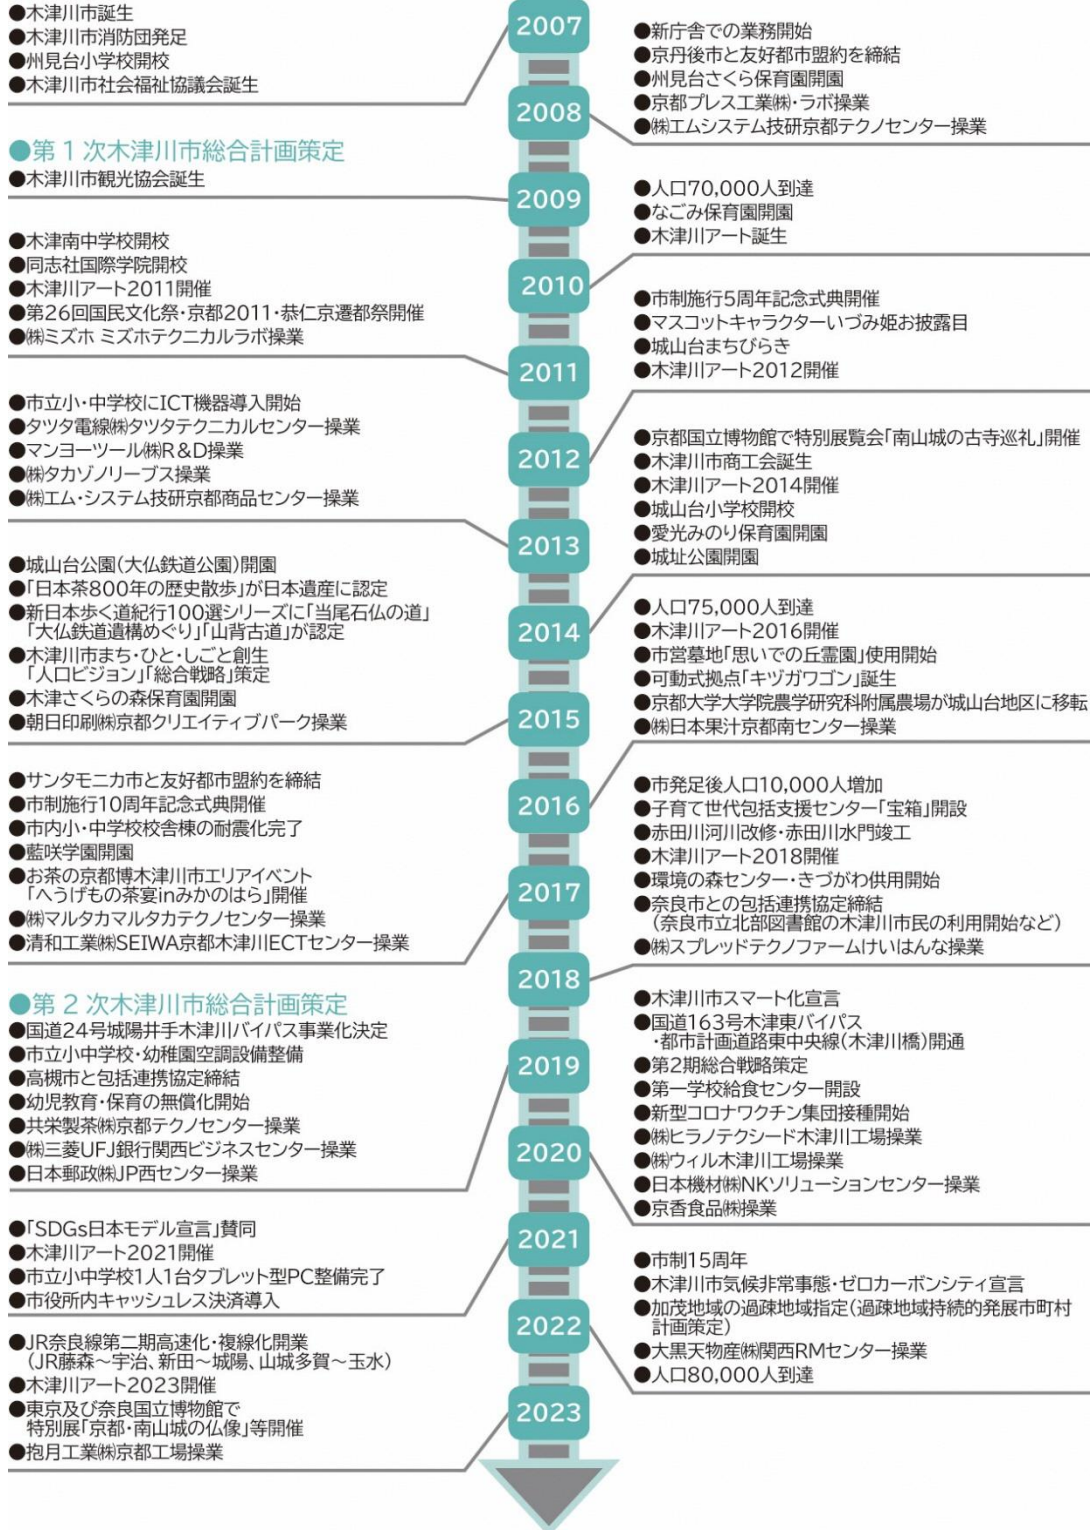 2007
●木津川市誕生
●木津川市消防団発足
●州見台小学校開校
●木津川市社会福祉協議会誕生
2008
●新庁舎での業務開始
●京丹後市と友好都市盟約を締結
●州見台さくら保育園開園
●京都プレス工業㈱・ラボ操業
●㈱エムシステム技研京都テクノセンター操業
2009
●第1次木津川市総合計画策定
●木津川市観光協会誕生
2010
●人口70,000人到達
●なごみ保育園開園
●木津川アート誕生
2011
●木津南中学校開校
●同志社国際学院開校
●木津川アート2011開催
●第26回国民文化祭・京都2011・恭仁京遷都祭開催
●㈱ミズホ ミズホテクニカルラボ操業
2012
●市制施行5周年記念式典開催
●マスコットキャラクターいづみ姫お披露目
●城山台まちびらき
●木津川アート2012開催
2013
●市立小・中学校にICT機器導入開始
●タツタ電線㈱タツタテクニカルセンター操業
●マンヨーツール㈱R&D操業
●㈱タカゾノリーブス操業
●㈱エム・システム技研京都商品センター操業
2014
●京都国立博物館で特別展覧会「南山城の古寺巡礼」開催
●木津川市商工会誕生
●木津川アート2014開催
●城山台小学校開校
●愛光みのり保育園開園
●城址公園開園
2015
●城山台公園(大仏鉄道公園)開園
●「日本茶800年の歴史散歩」が日本遺産に認定
●新日本歩く道紀行100選シリーズに「当尾石仏の道」
「大仏鉄道遺構めぐり」「山背古道」が認定
●木津川市まち・ひと・しごと創生
「人口ビジョン」「総合戦略」策定
●木津さくらの森保育園開園
●朝日印刷㈱京都クリエイティブパーク操業
2016
●人口75,000人到達
●木津川アート2016開催
●市営墓地「思いでの丘霊園」使用開始
●可動式拠点「キヅガワゴン」誕生
●京都大学大学院農学研究科附属農場が城山台地区に移転
●㈱日本果汁京都南センター操業
2017
●サンタモニカ市と友好都市盟約を締結
●市制施行10周年記念式典開催
●市内小・中学校校舎棟の耐震化完了
●藍咲学園開園
●お茶の京都博木津川市エリアイベント
「へうげもの茶宴inみかのはら」開催
●㈱マルタカマルタカテクノセンター操業
●清和工業㈱SEIWA京都木津川ECTセンター操業
2018
●市発足後人口10,000人増加
●子育て世代包括支援センター「宝箱」開設
●赤田川河川改修・赤田川水門竣工
●木津川アート2018開催
●環境の森センター・きづがわ供用開始
●奈良市との包括連携協定締結
(奈良市立北部図書館の木津川市民の利用開始など)
●㈱スプレッドテクノファームけいはんな操業
2019
●第2次木津川市総合計画策定
●国道24号城陽井手木津川バイパス事業化決定
●市立小中学校・幼稚園空調設備整備
●高槻市と包括連携協定締結
●幼児教育・保育の無償化開始
●共栄製茶㈱京都テクノセンター操業
●㈱三菱UFJ銀行関西ビジネスセンター操業
●日本郵政㈱JP西センター操業
2020
●木津川市スマート化宣言
●国道163号木津東バイパス
・都市計画道路東中央線(木津川橋)開通
●第2期総合戦略策定
●第一学校給食センター開設
●新型コロナワクチン集団接種開始
●㈱ヒラノテクシード木津川工場操業
●㈱ウィル木津川工場操業
●日本機材㈱NKソリューションセンター操業
●京香食品㈱操業
2021
●「SDGs日本モデル宣言」賛同
●木津川アート2021開催
●市立小中学校1人1台タブレット型PC整備完了
●市役所内キャッシュレス決済導入
2022
●市制15周年
●木津川市気候非常事態・ゼロカーボンシティ宣言
●加茂地域の過疎地域指定(過疎地域持続的発展市町村
計画策定)
●大黒天物産㈱関西RMセンター操業
●人口80,000人到達
2023
●JR奈良線第二期高速化・複線化開業
(JR藤森～宇治、新田～城陽、山城多賀～玉水)
●木津川アート2023開催
●東京及び奈良国立博物館で
特別展「京都・南山城の仏像」等開催
●抱月工業㈱京都工場操業